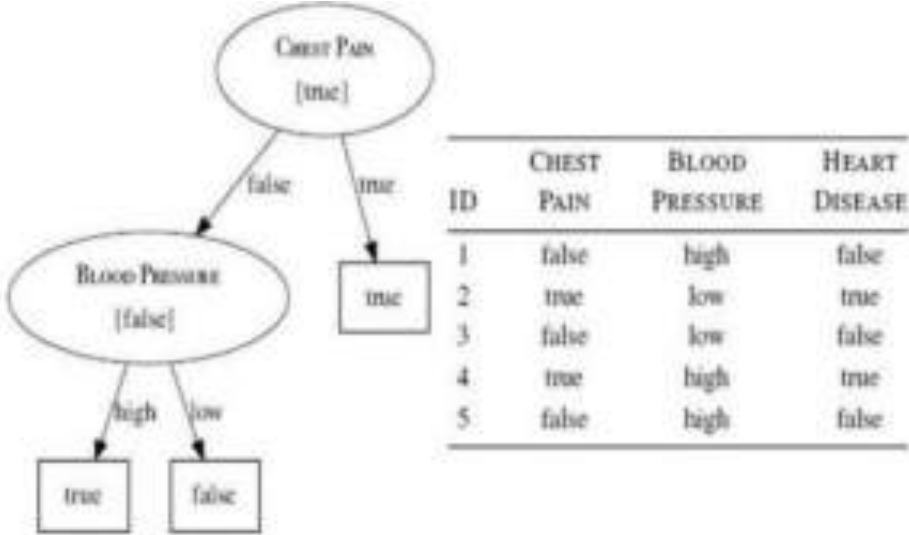 CHEST PAIN
[true]
false
true
BLOOD PRESSURE
[false]
true
high
low
true
false
CHEST BLOOD HEART
ID PAIN PRESSURE DISEASE
1 false high false
2 true low true
3 false low false
4 true high true
5 false high false